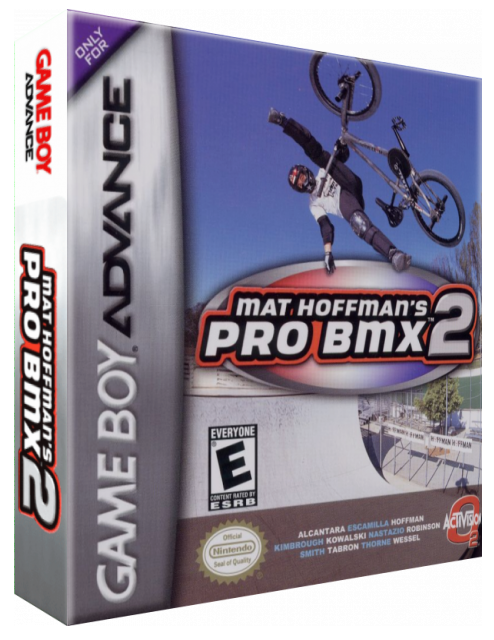 GAME BOY
ADVANCE
MAT HOFFMAN'S
PRO BMX 2
ONLY
FOR
GAME BOY ADVANCE
MAT HOFFMAN'S
PRO BMX 2
TM
EVERYONE
E
CONTENT RATED BY
ESRB
Official
Nintendo
Seal of Quality
ALCANTARA ESCAMILLA HOFFMAN
KIMBROUGH KOWALSKI NASTAZIO ROBINSON
SMITH TABRON THORNE WESSEL
ACTIVISION